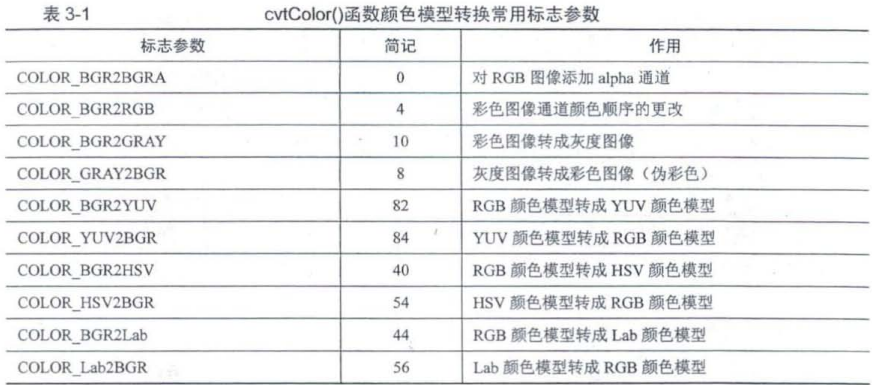 表 3-1 cvtColor()函数颜色模型转换常用标志参数
标志参数 简记 作用
COLOR_BGR2BGRA 0 对 RGB 图像添加 alpha 通道
COLOR_BGR2RGB 4 彩色图像通道颜色顺序的更改
COLOR_BGR2GRAY 10 彩色图像转成灰度图像
COLOR_GRAY2BGR 8 灰度图像转成彩色图像（伪彩色）
COLOR_BGR2YUV 82 RGB 颜色模型转成 YUV 颜色模型
COLOR_YUV2BGR 84 YUV 颜色模型转成 RGB 颜色模型
COLOR_BGR2HSV 40 RGB 颜色模型转成 HSV 颜色模型
COLOR_HSV2BGR 54 HSV 颜色模型转成 RGB 颜色模型
COLOR_BGR2Lab 44 RGB 颜色模型转成 Lab 颜色模型
COLOR_Lab2BGR 56 Lab 颜色模型转成 RGB 颜色模型